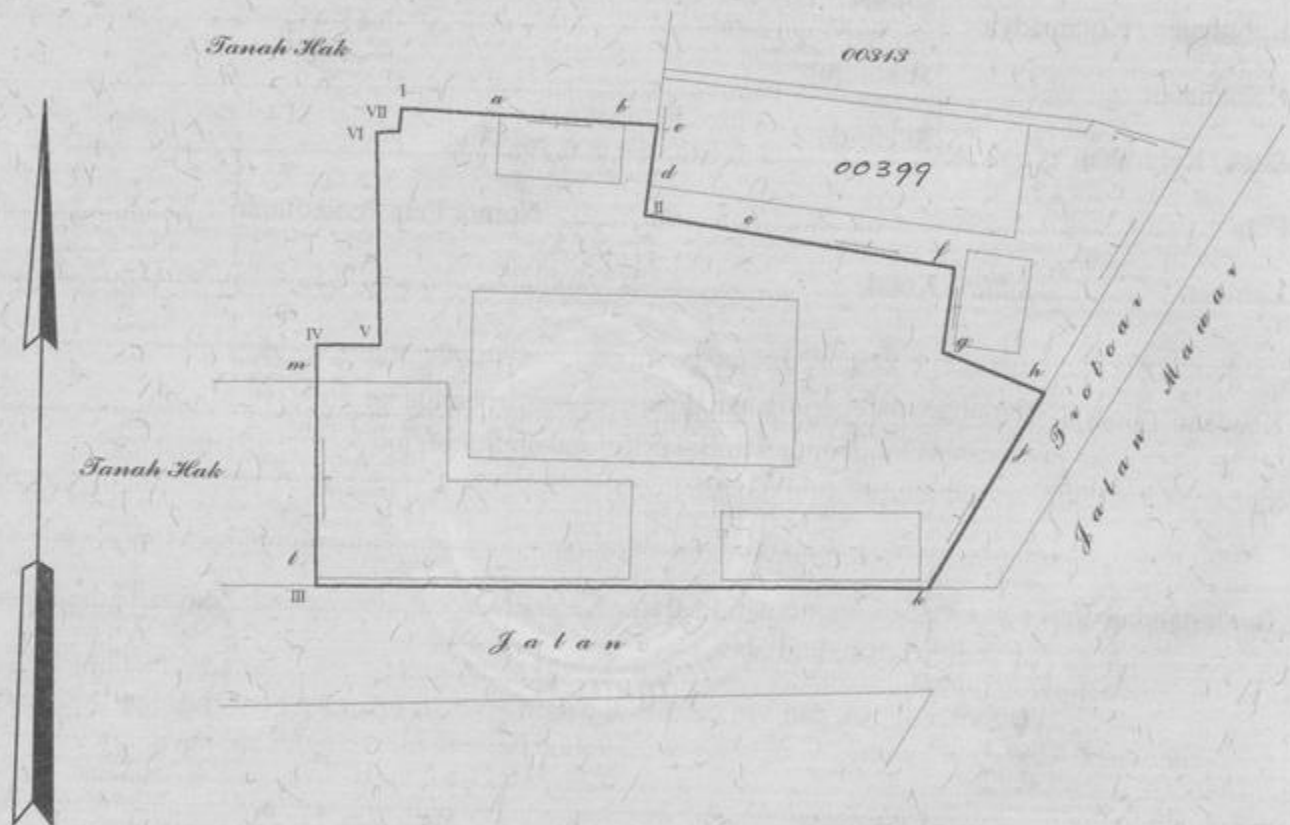 Tanah Hak
00313
I
a
b
VII
VI
c
d
00399
II
e
f
IV
V
g
m
h
Trotoar
Jalan Mawar
j
Tanah Hak
l
III
k
Jalan